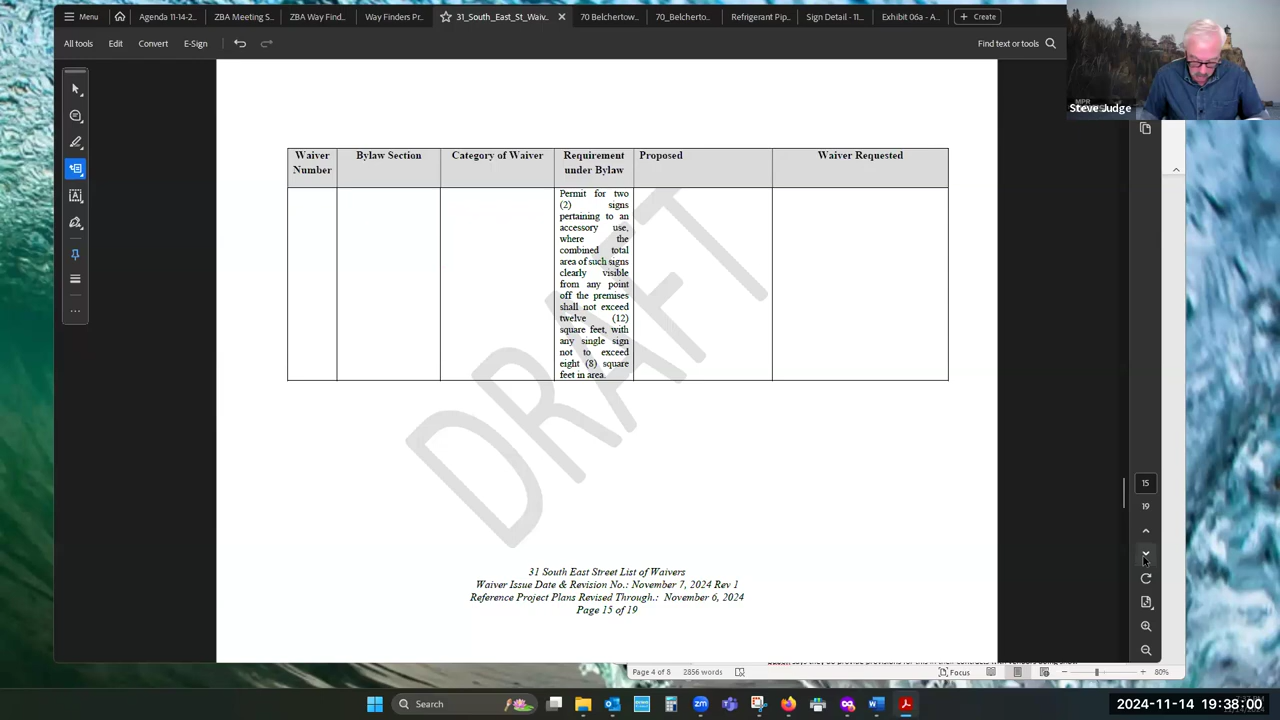 Menu
Agenda 11-14-2...
ZBA Meeting S...
ZBA Way Find...
Way Finders Pr...
31_South_East_St_Waiv...
70 Belchertow...
70_Belcherto...
Refrigerant Pip...
Sign Detail - 11...
Exhibit 06a - A...
Create
All tools
Edit
Convert
E-Sign
Find text or tools
Steve Judge
Waiver Number
Bylaw Section
Category of Waiver
Requirement under Bylaw
Proposed
Waiver Requested
Permit for two
(2) signs
pertaining to an
accessory use,
where the
combined total
area of such signs
clearly visible
from any point
off the premises
shall not exceed
twelve (12)
square feet, with
any single sign
not to exceed
eight (8) square
feet in area.
DRAFT
31 South East Street List of Waivers
Waiver Issue Date & Revision No.: November 7, 2024 Rev 1
Reference Project Plans Revised Through.: November 6, 2024
Page 15 of 19
15
19
Page 4 of 8
2856 words
Focus
80%
Search
2024-11-14 19:38:00